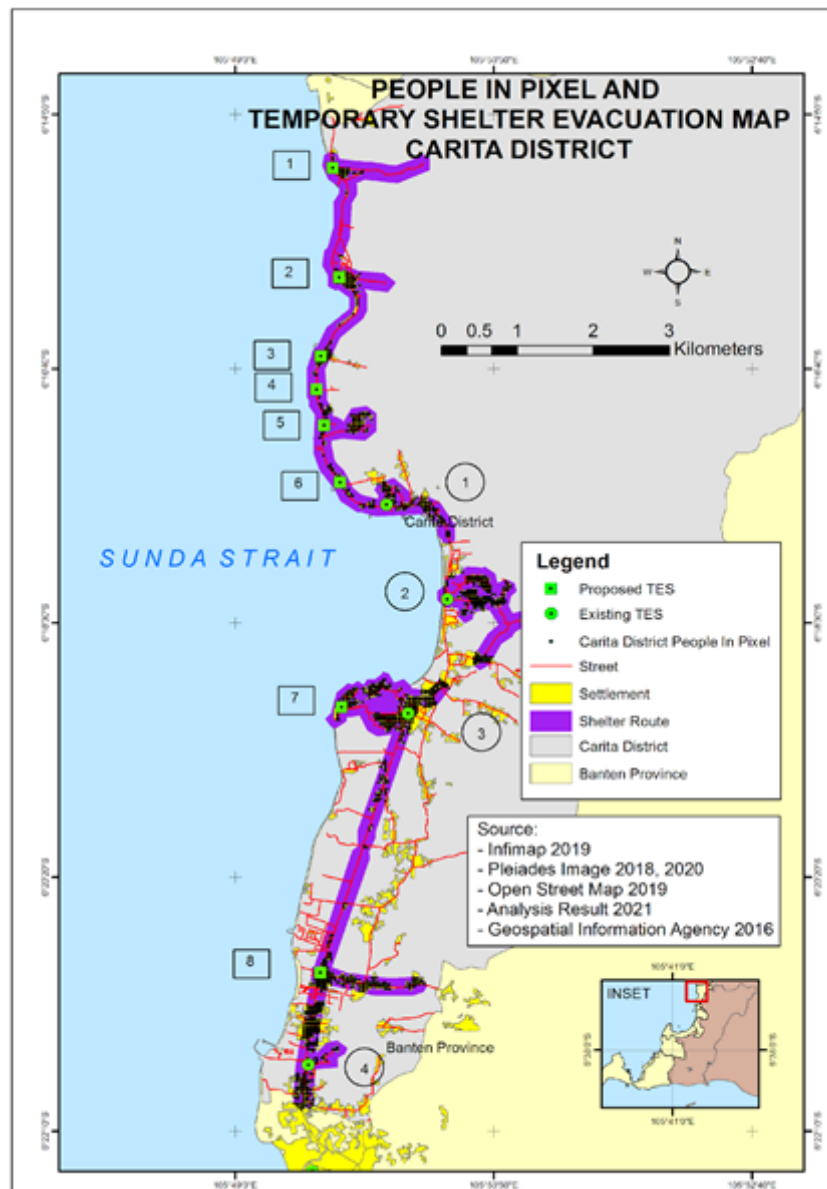 PEOPLE IN PIXEL AND
TEMPORARY SHELTER EVACUATION MAP
CARITA DISTRICT
1
2
N
W E
S
0 0.5 1 2 3
Kilometers
3
4
5
6
1
Carita District
SUNDA STRAIT
2
7
3
Legend
Proposed TES
Existing TES
Carita District People In Pixel
Street
Settlement
Shelter Route
Carita District
Banten Province
Source:
- Infimap 2019
- Pleiades Image 2018, 2020
- Open Street Map 2019
- Analysis Result 2021
- Geospatial Information Agency 2016
8
Banten Province
4
INSET